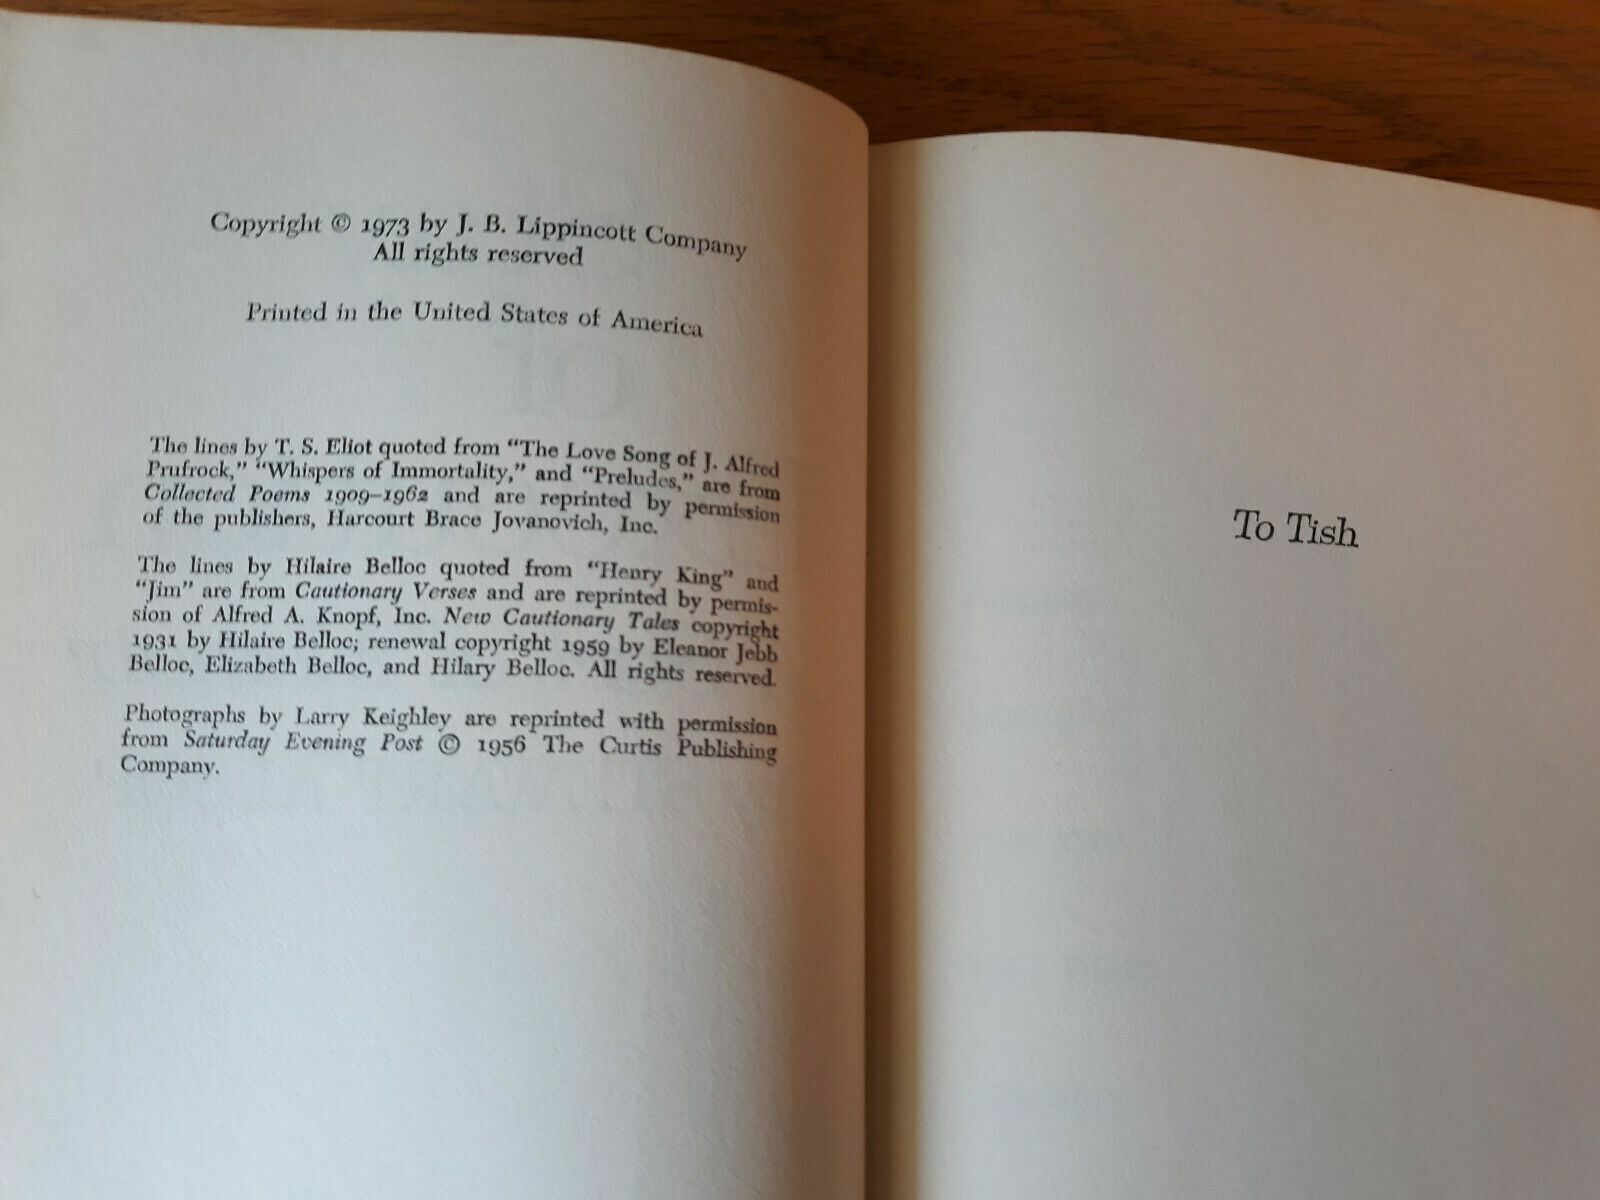 Copyright © 1973 by J. B. Lippincott Company
All rights reserved
Printed in the United States of America
The lines by T. S. Eliot quoted from “The Love Song of J. Alfred
Prufrock,” “Whispers of Immortality,” and “Preludes,” are from
Collected Poems 1909–1962 and are reprinted by permission
of the publishers, Harcourt Brace Jovanovich, Inc.
The lines by Hilaire Belloc quoted from “Henry King” and
“Jim” are from Cautionary Verses and are reprinted by permis-
sion of Alfred A. Knopf, Inc. New Cautionary Tales copyright
1931 by Hilaire Belloc; renewal copyright 1959 by Eleanor Jebb
Belloc, Elizabeth Belloc, and Hilary Belloc. All rights reserved.
Photographs by Larry Keighley are reprinted with permission
from Saturday Evening Post © 1956 The Curtis Publishing
Company.
To Tish